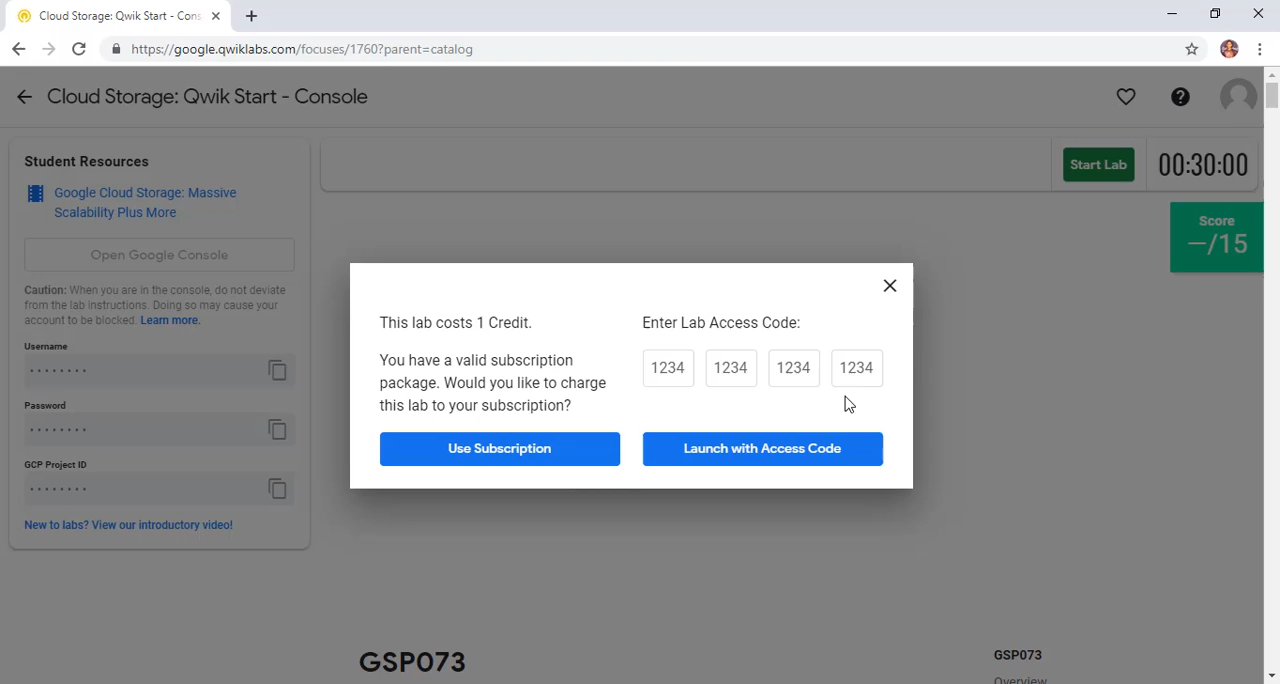 Cloud Storage: Qwik Start - Cons
https://google.qwiklabs.com/focuses/1760?parent=catalog
Cloud Storage: Qwik Start - Console
Student Resources
Google Cloud Storage: Massive
Scalability Plus More
Open Google Console
Caution: When you are in the console, do not deviate
from the lab instructions. Doing so may cause your
account to be blocked. Learn more.
Username
........
Password
........
GCP Project ID
........
New to labs? View our introductory video!
Start Lab
00:30:00
Score
—/15
This lab costs 1 Credit.
You have a valid subscription
package. Would you like to charge
this lab to your subscription?
Use Subscription
Enter Lab Access Code:
1234 1234 1234 1234
Launch with Access Code
GSP073
GSP073
Overview